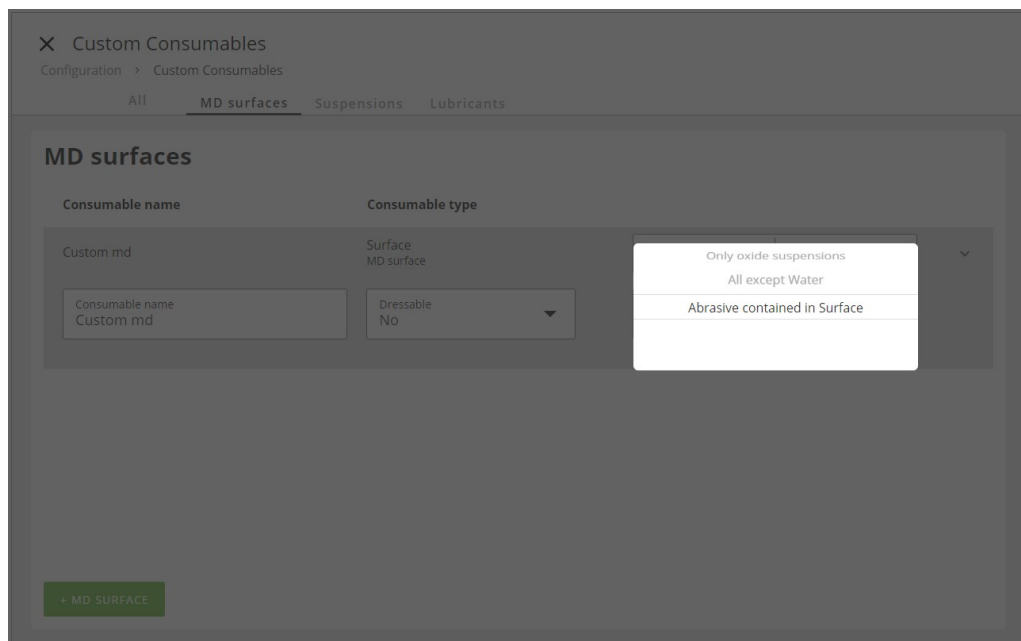 Custom Consumables
Configuration > Custom Consumables
All MD surfaces Suspensions Lubricants
MD surfaces
Consumable name Consumable type
Custom md
Surface
MD surface
Only oxide suspensions
All except Water
Abrasive contained in Surface
Consumable name
Custom md
Dressable
No
+ MD SURFACE